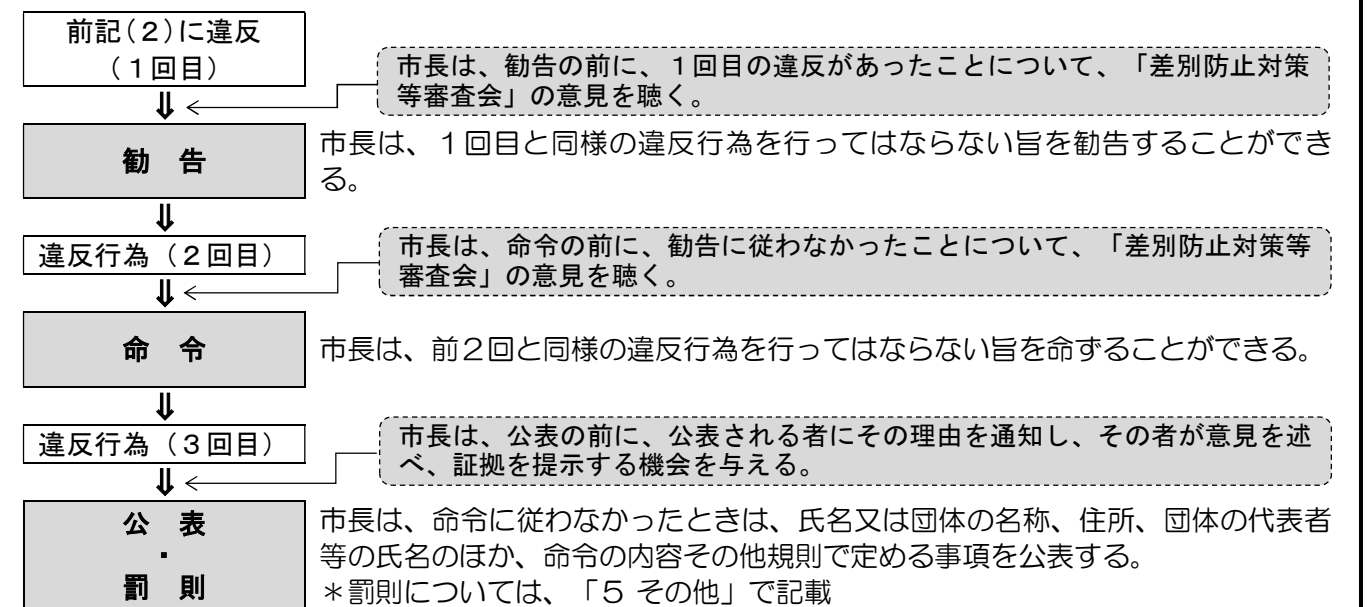 前記(２)に違反
(１回目)
市長は、勧告の前に、１回目の違反があったことについて、「差別防止対策
等審査会」の意見を聴く。
⇓
勧　告
市長は、１回目と同様の違反行為を行ってはならない旨を勧告することができ
る。
⇓
違反行為（２回目）
市長は、命令の前に、勧告に従わなかったことについて、「差別防止対策等
審査会」の意見を聴く。
⇓
命　令
市長は、前２回と同様の違反行為を行ってはならない旨を命ずることができる。
⇓
違反行為（３回目）
市長は、公表の前に、公表される者にその理由を通知し、その者が意見を述
べ、証拠を提示する機会を与える。
⇓
公　表
・
罰　則
市長は、命令に従わなかったときは、氏名又は団体の名称、住所、団体の代表者
等の氏名のほか、命令の内容その他規則で定める事項を公表する。
＊罰則については、「５ その他」で記載